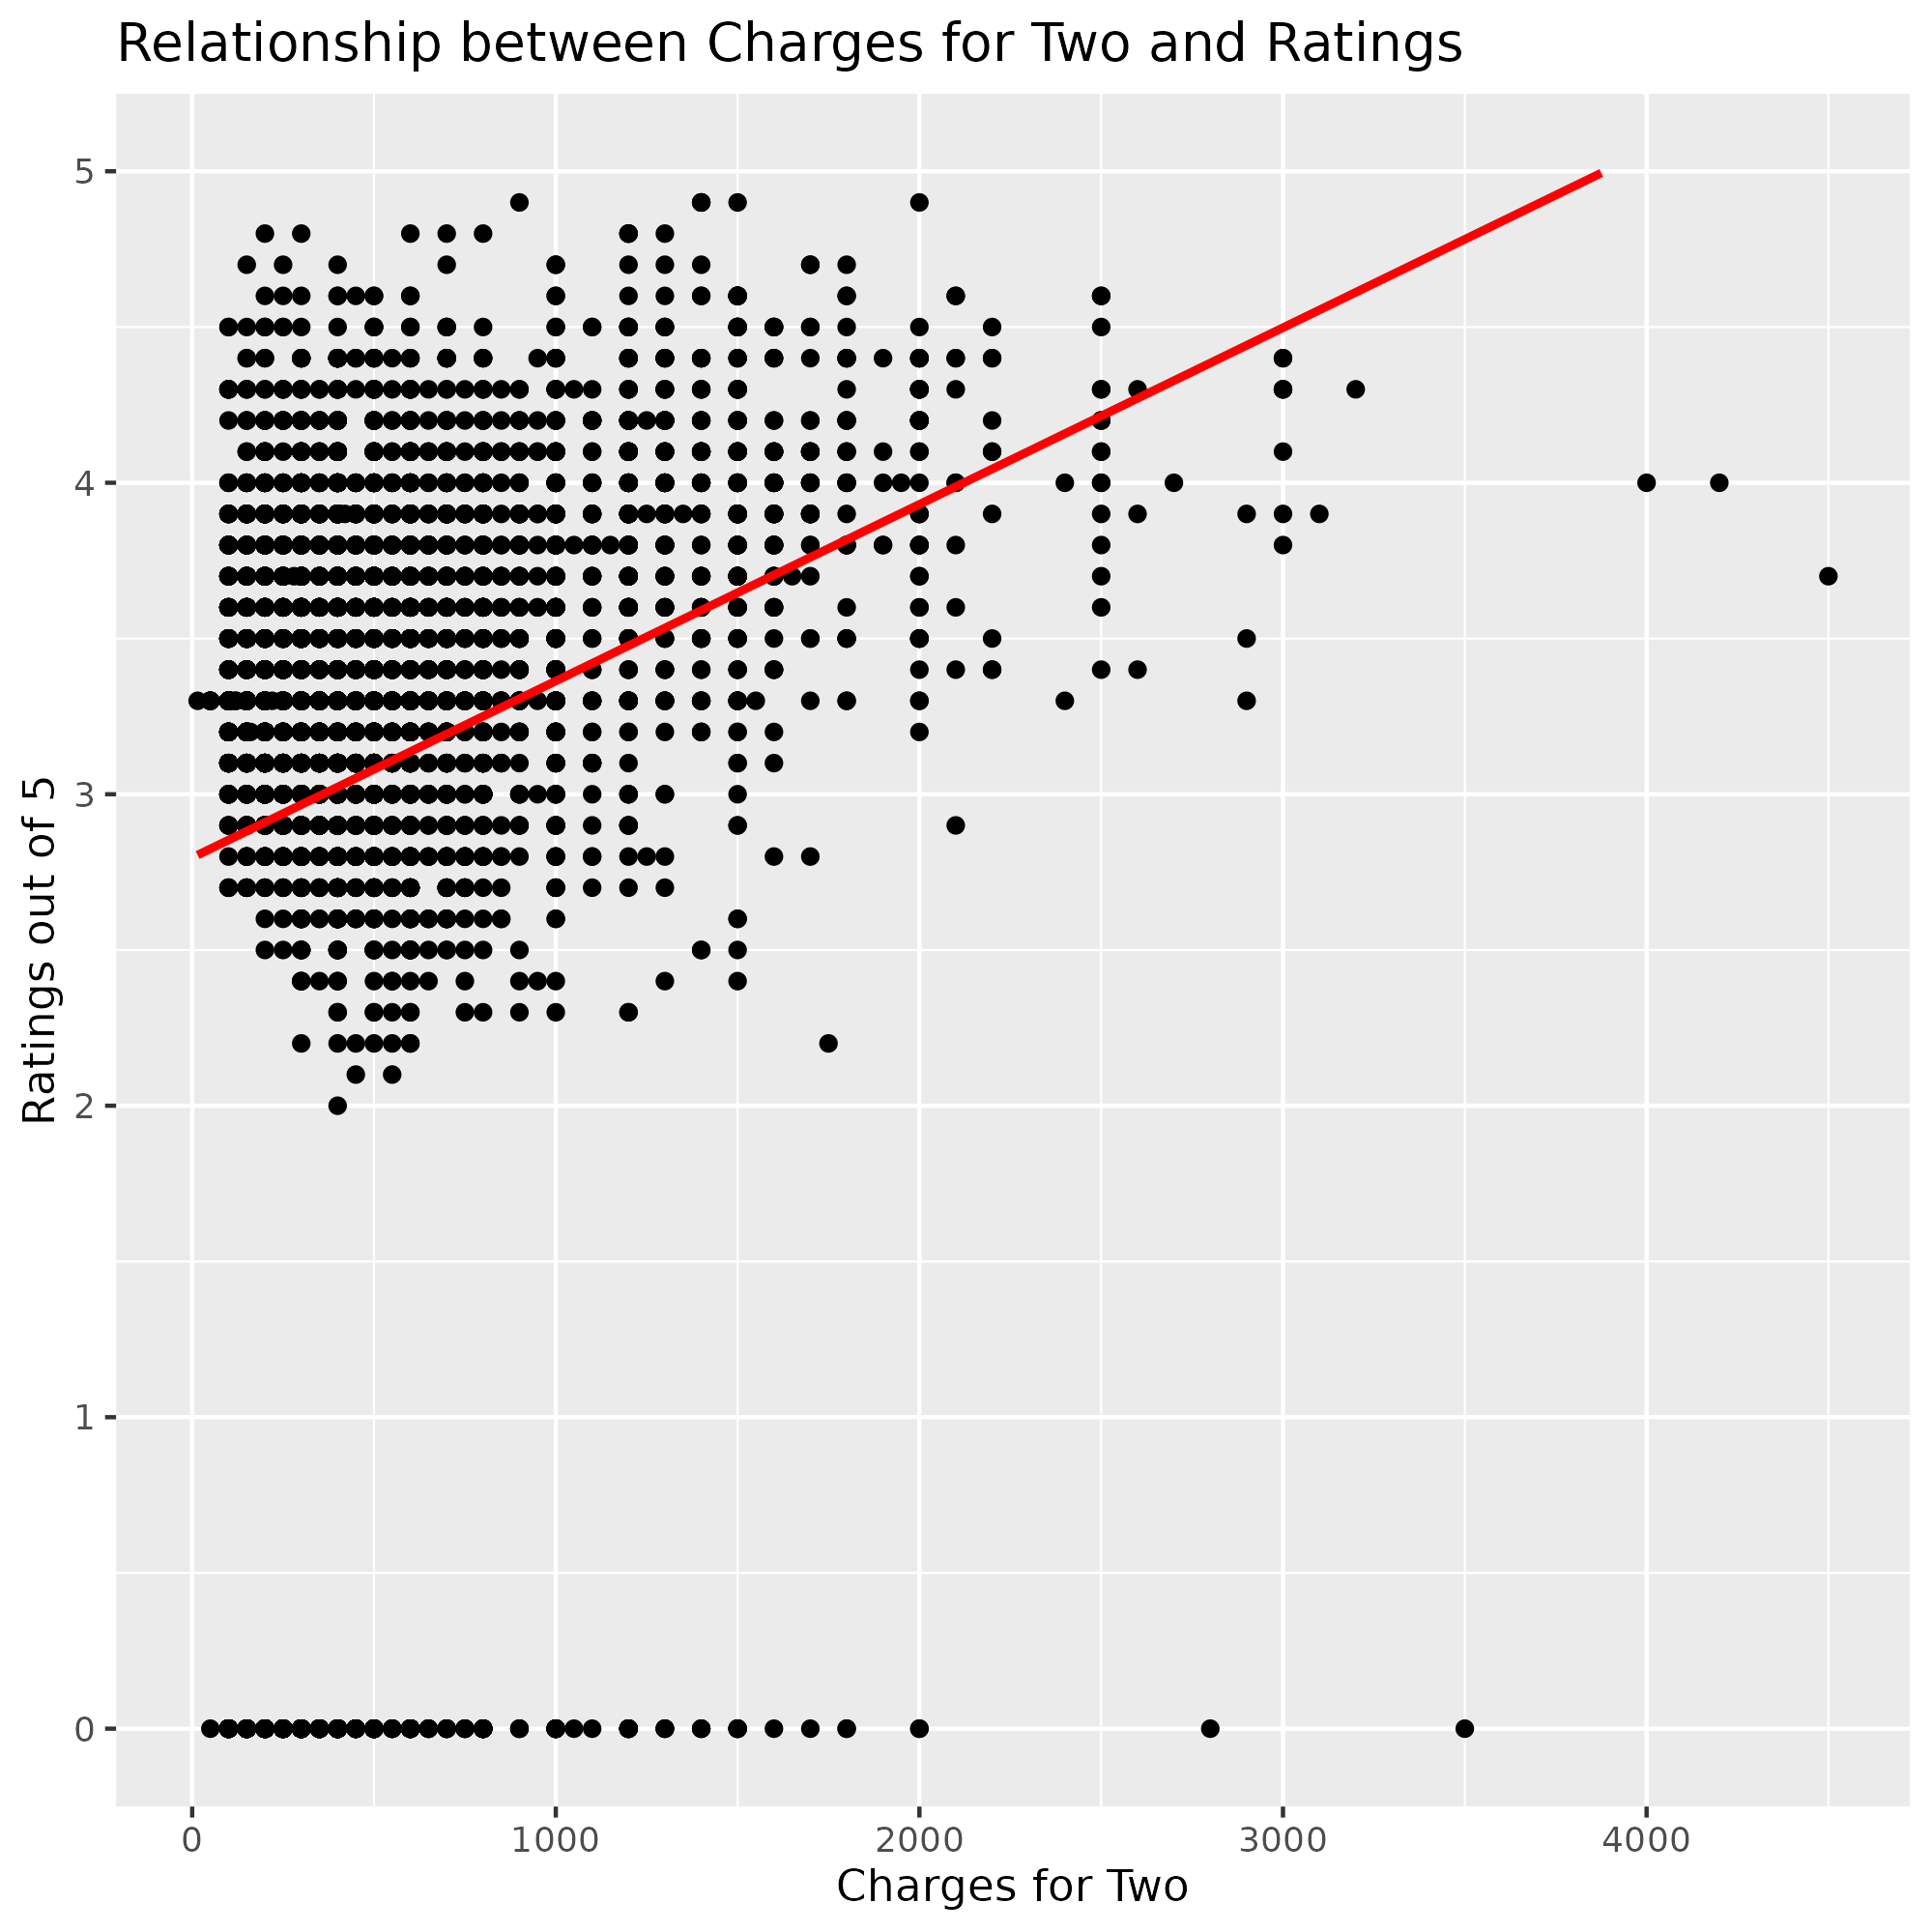 Relationship between Charges for Two and Ratings
Ratings out of 5
5
4
3
2
1
0
0 1000 2000 3000 4000
Charges for Two